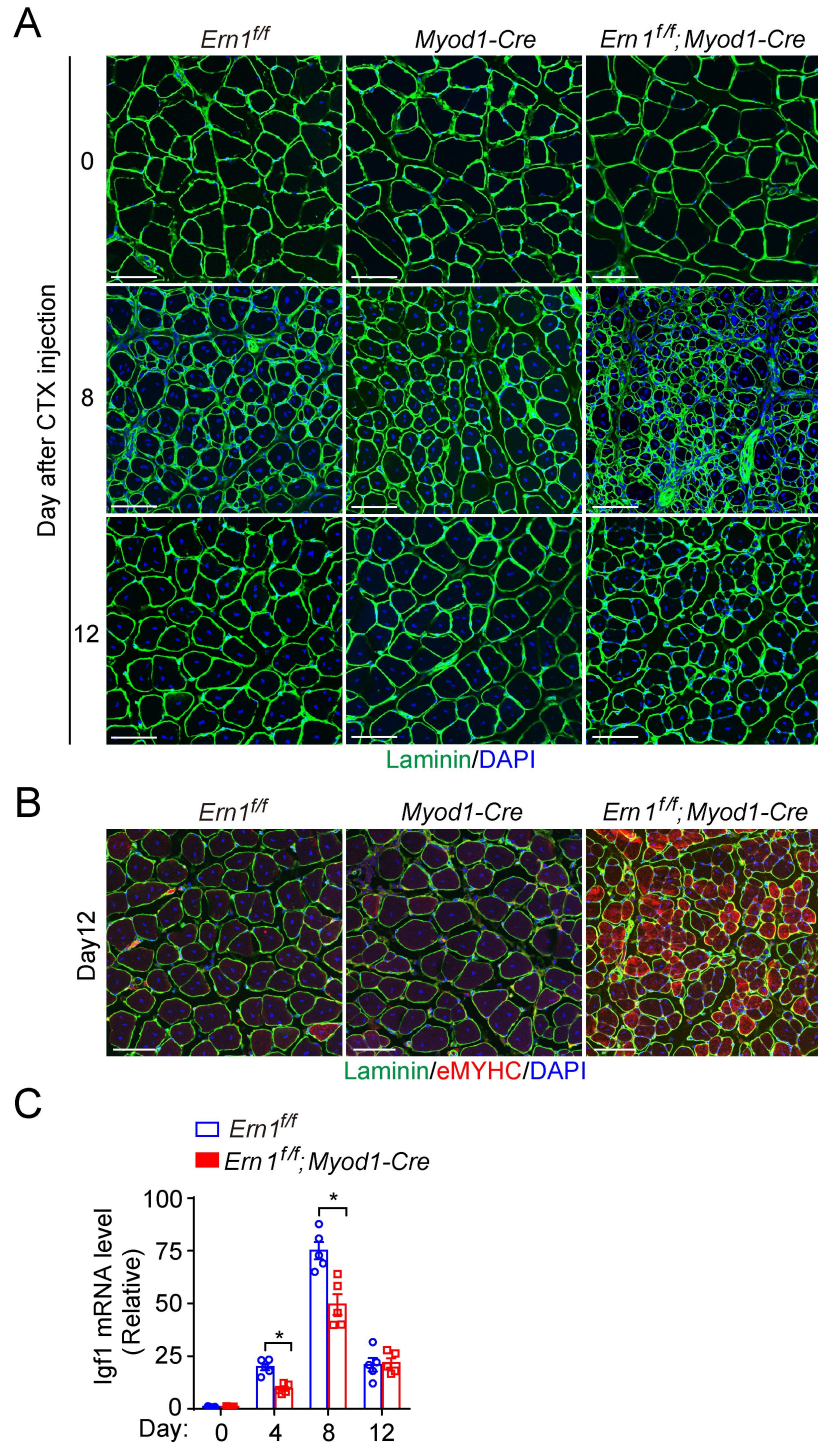 A
Ern1f/f Myod1-Cre Ern1f/f; Myod1-Cre
Day after CTX injection
0
8
12
Laminin/DAPI
B
Ern1f/f Myod1-Cre Ern1f/f; Myod1-Cre
Day12
Laminin/eMYHC/DAPI
C
Ern1f/f
Ern1f/f; Myod1-Cre
Igf1 mRNA level
(Relative)
100
75
50
25
0
* * 
Day: 0 4 8 12